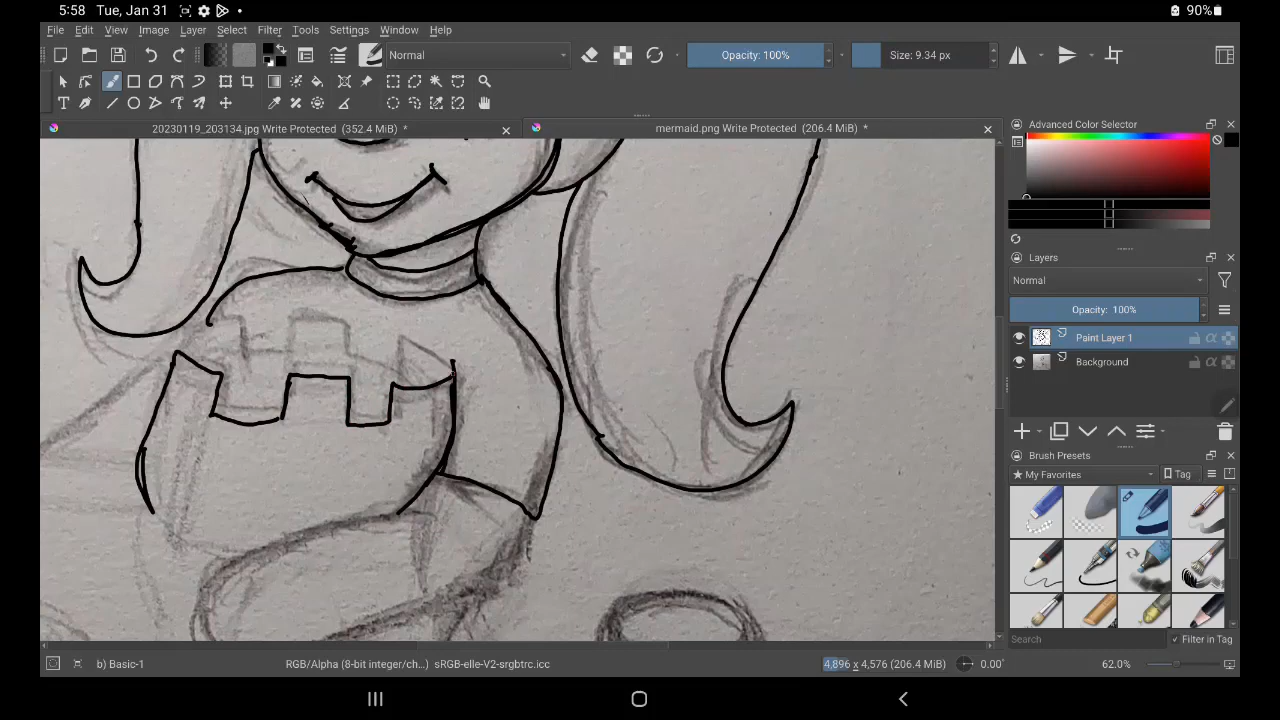 5:58 Tue, Jan 31 90%
File Edit View Image Layer Select Filter Tools Settings Window Help
Normal Opacity: 100% Size: 9.34 px
20230119_203134.jpg Write Protected (352.4 MiB) * mermaid.png Write Protected (206.4 MiB) *
Advanced Color Selector
Layers
Normal
Opacity: 100%
Paint Layer 1
Background
Brush Presets
★ My Favorites Tag
Search Filter in Tag
b) Basic-1 RGB/Alpha (8-bit integer/ch...) sRGB-elle-V2-srgbtrc.icc 4,896 x 4,576 (206.4 MiB) 0.00° 62.0%